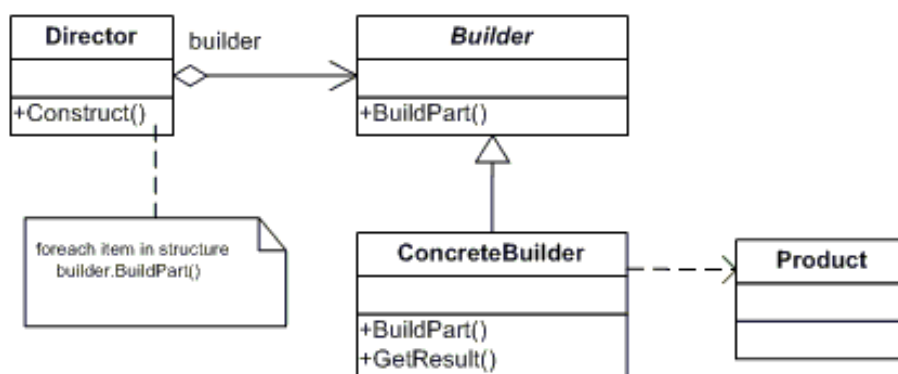 Director
builder
Builder
+Construct()
+BuildPart()
foreach item in structure
builder.BuildPart()
ConcreteBuilder
Product
+BuildPart()
+GetResult()